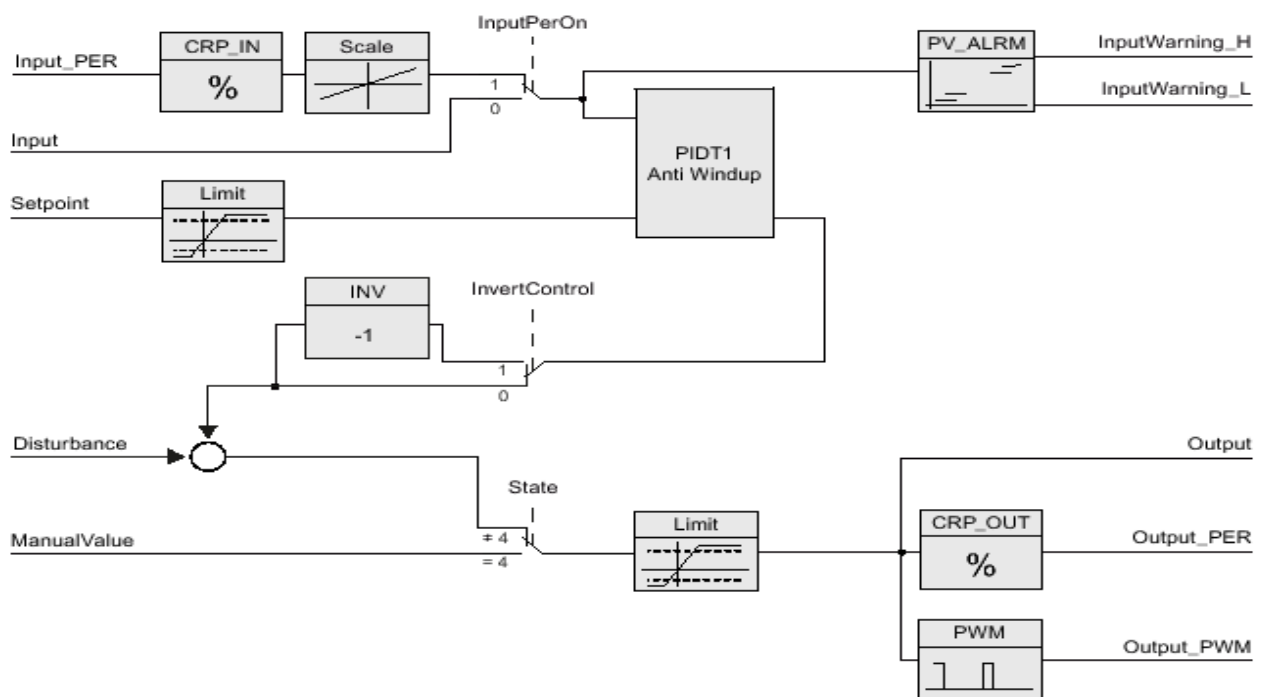 InputPerOn
CRP_IN
Scale
PV_ALRM
InputWarning_H
Input_PER
%
1
0
InputWarning_L
Input
PIDT1
Anti Windup
Limit
Setpoint
INV
InvertControl
-1
1
0
Disturbance
Output
State
Limit
CRP_OUT
ManualValue
≠ 4
= 4
%
Output_PER
PWM
Output_PWM